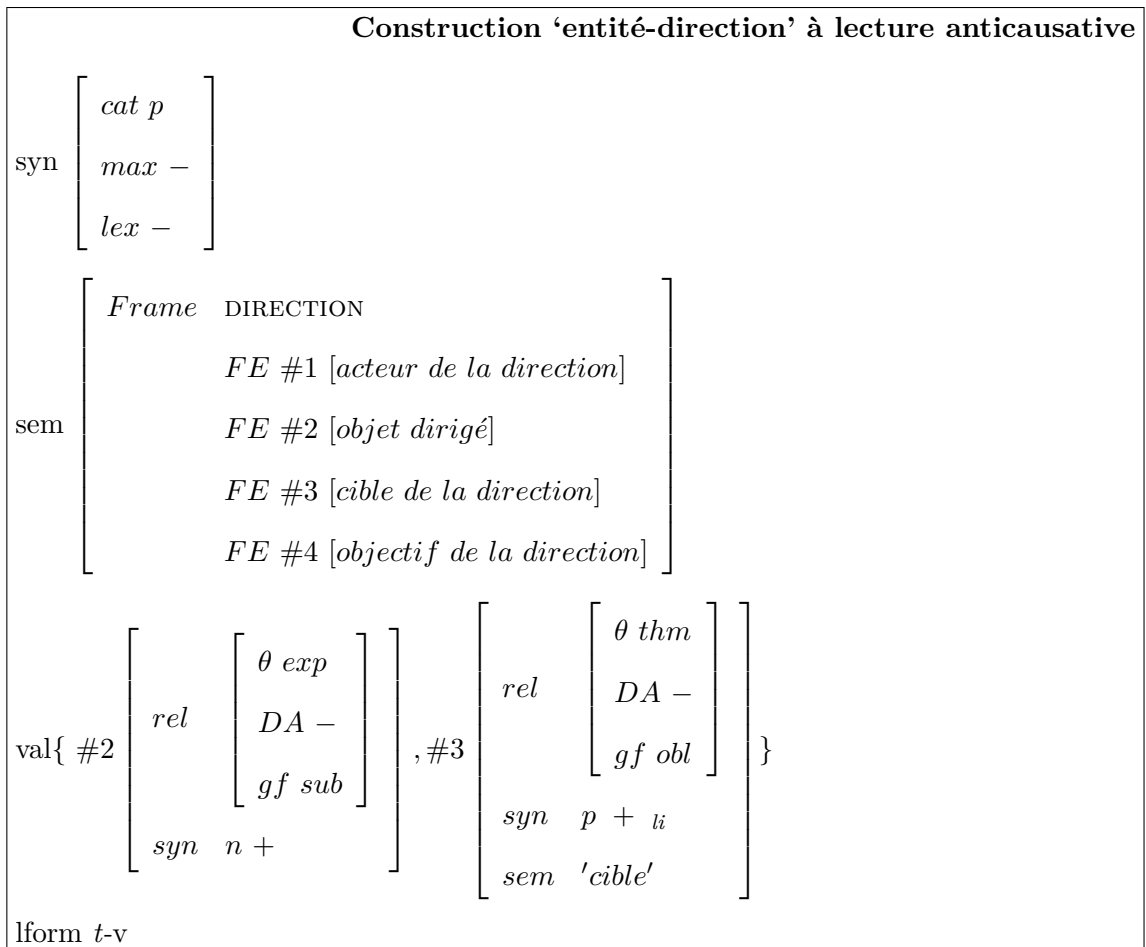 Construction ‘entité-direction’ à lecture anticausative
syn
cat p
max −
lex −
sem
Frame DIRECTION
FE #1 [acteur de la direction]
FE #2 [objet dirigé]
FE #3 [cible de la direction]
FE #4 [objectif de la direction]
val{ #2
rel
θ exp
DA −
gf sub
syn n +
, #3
rel
θ thm
DA −
gf obl
syn p + li
sem ′cible′
}
lform t-v